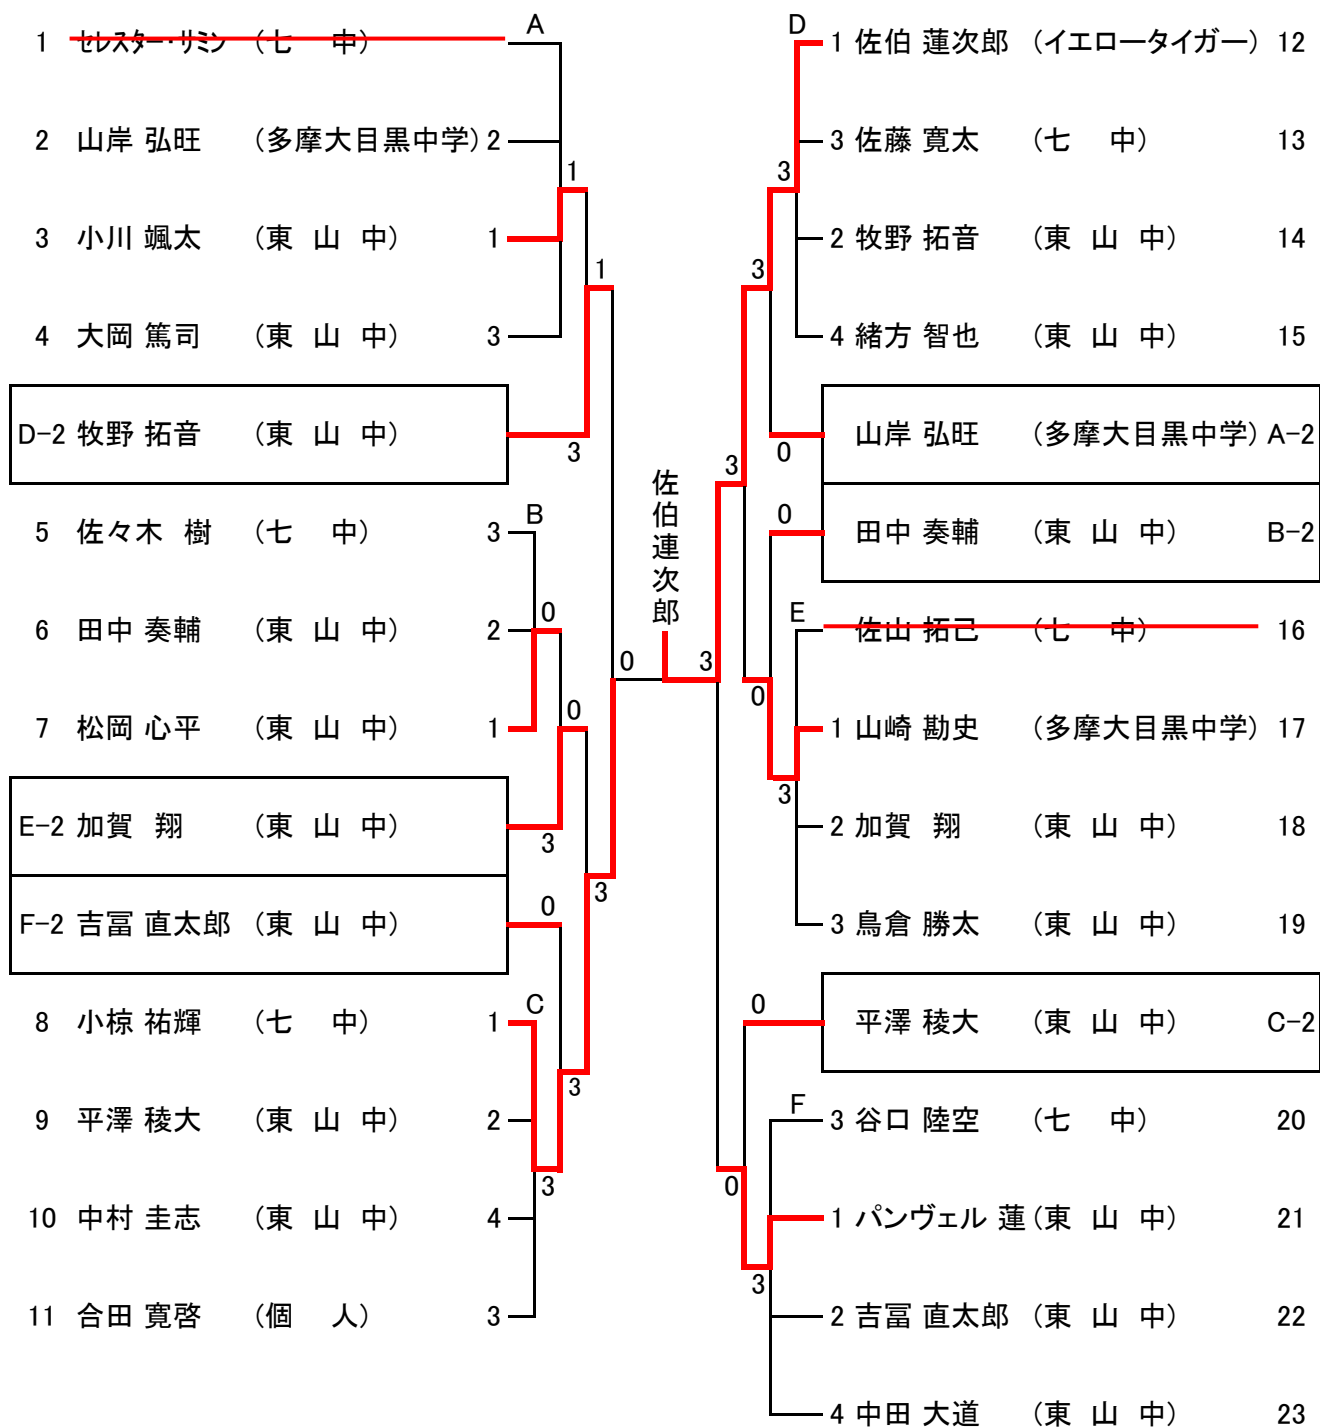 A
1 セレスター・サミン (七 中)
2 山岸 弘旺 (多摩大目黒中学) 2
1
3 小川 颯太 (東 山 中) 1
1
4 大岡 篤司 (東 山 中) 3
D-2 牧野 拓音 (東 山 中)
3
B
5 佐々木 樹 (七 中) 3
0
6 田中 奏輔 (東 山 中) 2
0
7 松岡 心平 (東 山 中) 1
E-2 加賀 翔 (東 山 中)
3
3
F-2 吉冨 直太郎 (東 山 中)
0
C
8 小椋 祐輝 (七 中) 1
3
9 平澤 稜大 (東 山 中) 2
3
10 中村 圭志 (東 山 中) 4
11 合田 寛啓 (個 人) 3
0
佐伯連次郎
3
D
1 佐伯 蓮次郎 (イエロータイガー) 12
3 佐藤 寛太 (七 中) 13
3
2 牧野 拓音 (東 山 中) 14
3
4 緒方 智也 (東 山 中) 15
山岸 弘旺 (多摩大目黒中学) A-2
0
3
0
田中 奏輔 (東 山 中) B-2
E
佐山 拓己 (七 中) 16
0
1 山崎 勘史 (多摩大目黒中学) 17
3
2 加賀 翔 (東 山 中) 18
3 鳥倉 勝太 (東 山 中) 19
0
平澤 稜大 (東 山 中) C-2
F
3 谷口 陸空 (七 中) 20
0
1 パンヴェル 蓮 (東 山 中) 21
3
2 吉冨 直太郎 (東 山 中) 22
4 中田 大道 (東 山 中) 23